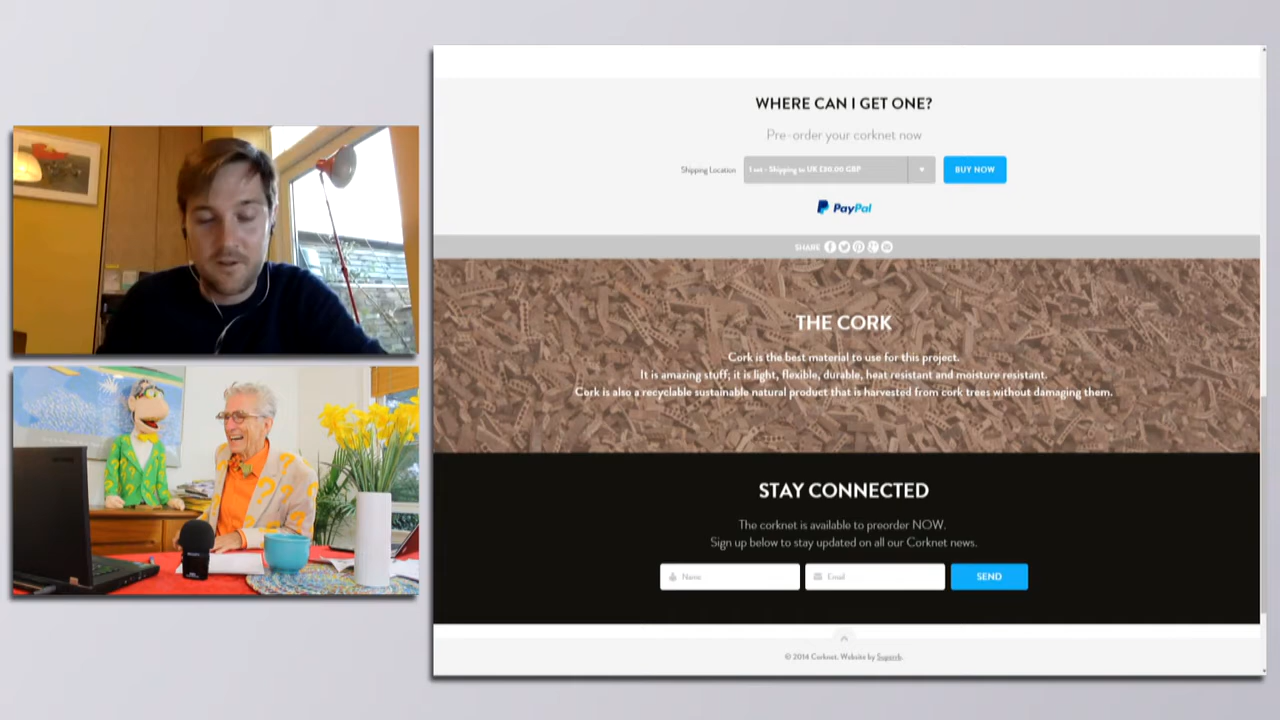 WHERE CAN I GET ONE?
Pre-order your corknet now
Shipping Location
1 set - Shipping to UK £20.00 GBP
BUY NOW
PayPal
SHARE
THE CORK
Cork is the best material to use for this project.
It is amazing stuff; it is light, flexible, durable, heat resistant and moisture resistant.
Cork is also a recyclable sustainable natural product that is harvested from cork trees without damaging them.
STAY CONNECTED
The corknet is available to preorder NOW.
Sign up below to stay updated on all our Corknet news.
Name
Email
SEND
© 2014 Corknet. Website by Superrb.